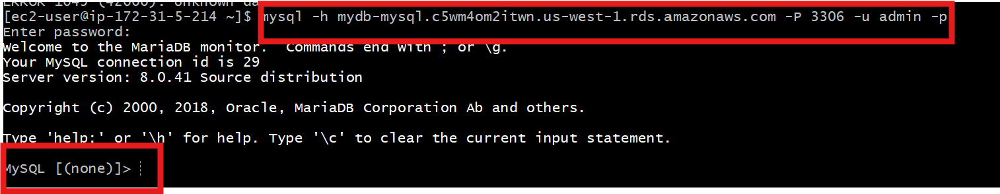 ERROR 1049 (42000): Unknown da
[ec2-user@ip-172-31-5-214 ~]$ mysql -h mydb-mysql.c5wm4om2itwn.us-west-1.rds.amazonaws.com -P 3306 -u admin -p
Enter password:
Welcome to the MariaDB monitor.  Commands end with ; or \g.
Your MySQL connection id is 29
Server version: 8.0.41 Source distribution
Copyright (c) 2000, 2018, Oracle, MariaDB Corporation Ab and others.
Type 'help;' or '\h' for help. Type '\c' to clear the current input statement.
MySQL [(none)]>